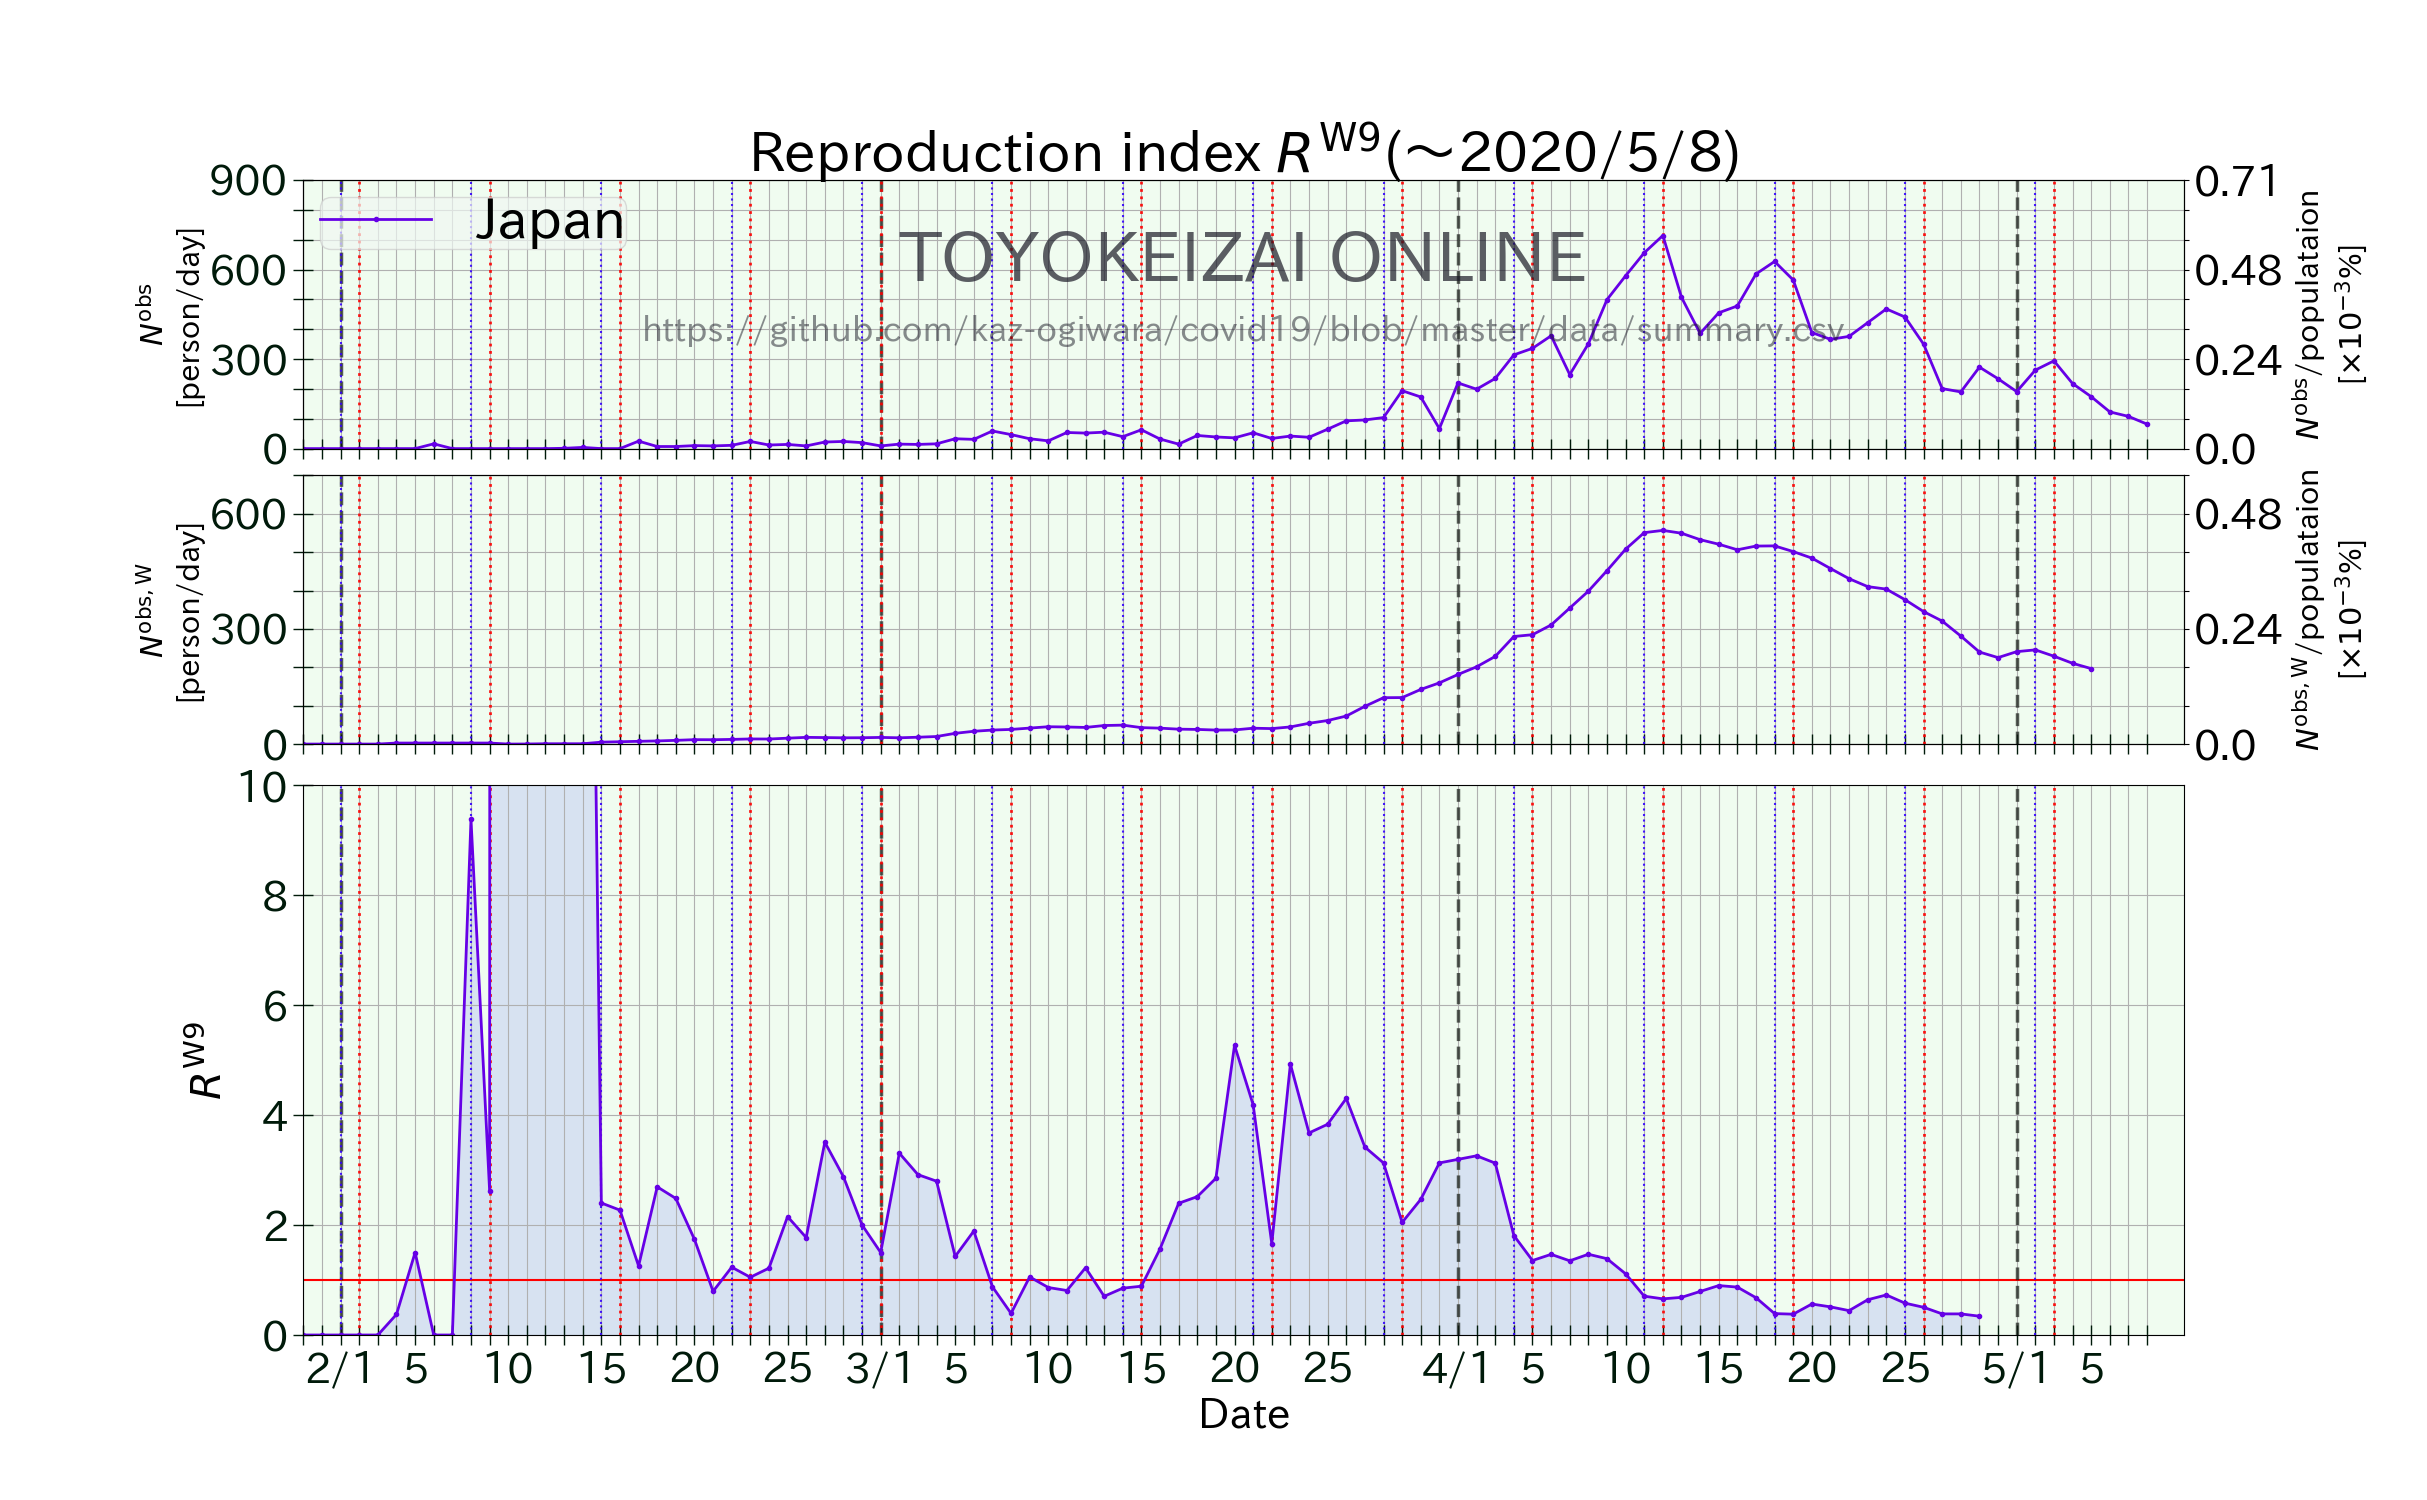 Reproduction index R^W9(～2020/5/8)
900
600
300
0
N^obs
[person/day]
Japan
TOYOKEIZAI ONLINE
https://github.com/kaz-ogiwara/covid19/blob/master/data/summary.csv
0.71
0.48
0.24
0.0
N^obs/populataion
[×10^−3%]
600
300
0
N^obs,W
[person/day]
0.48
0.24
0.0
N^obs,W/populataion
[×10^−3%]
10
8
6
4
2
0
R^W9
2/1 5 10 15 20 25 3/1 5 10 15 20 25 4/1 5 10 15 20 25 5/1 5
Date